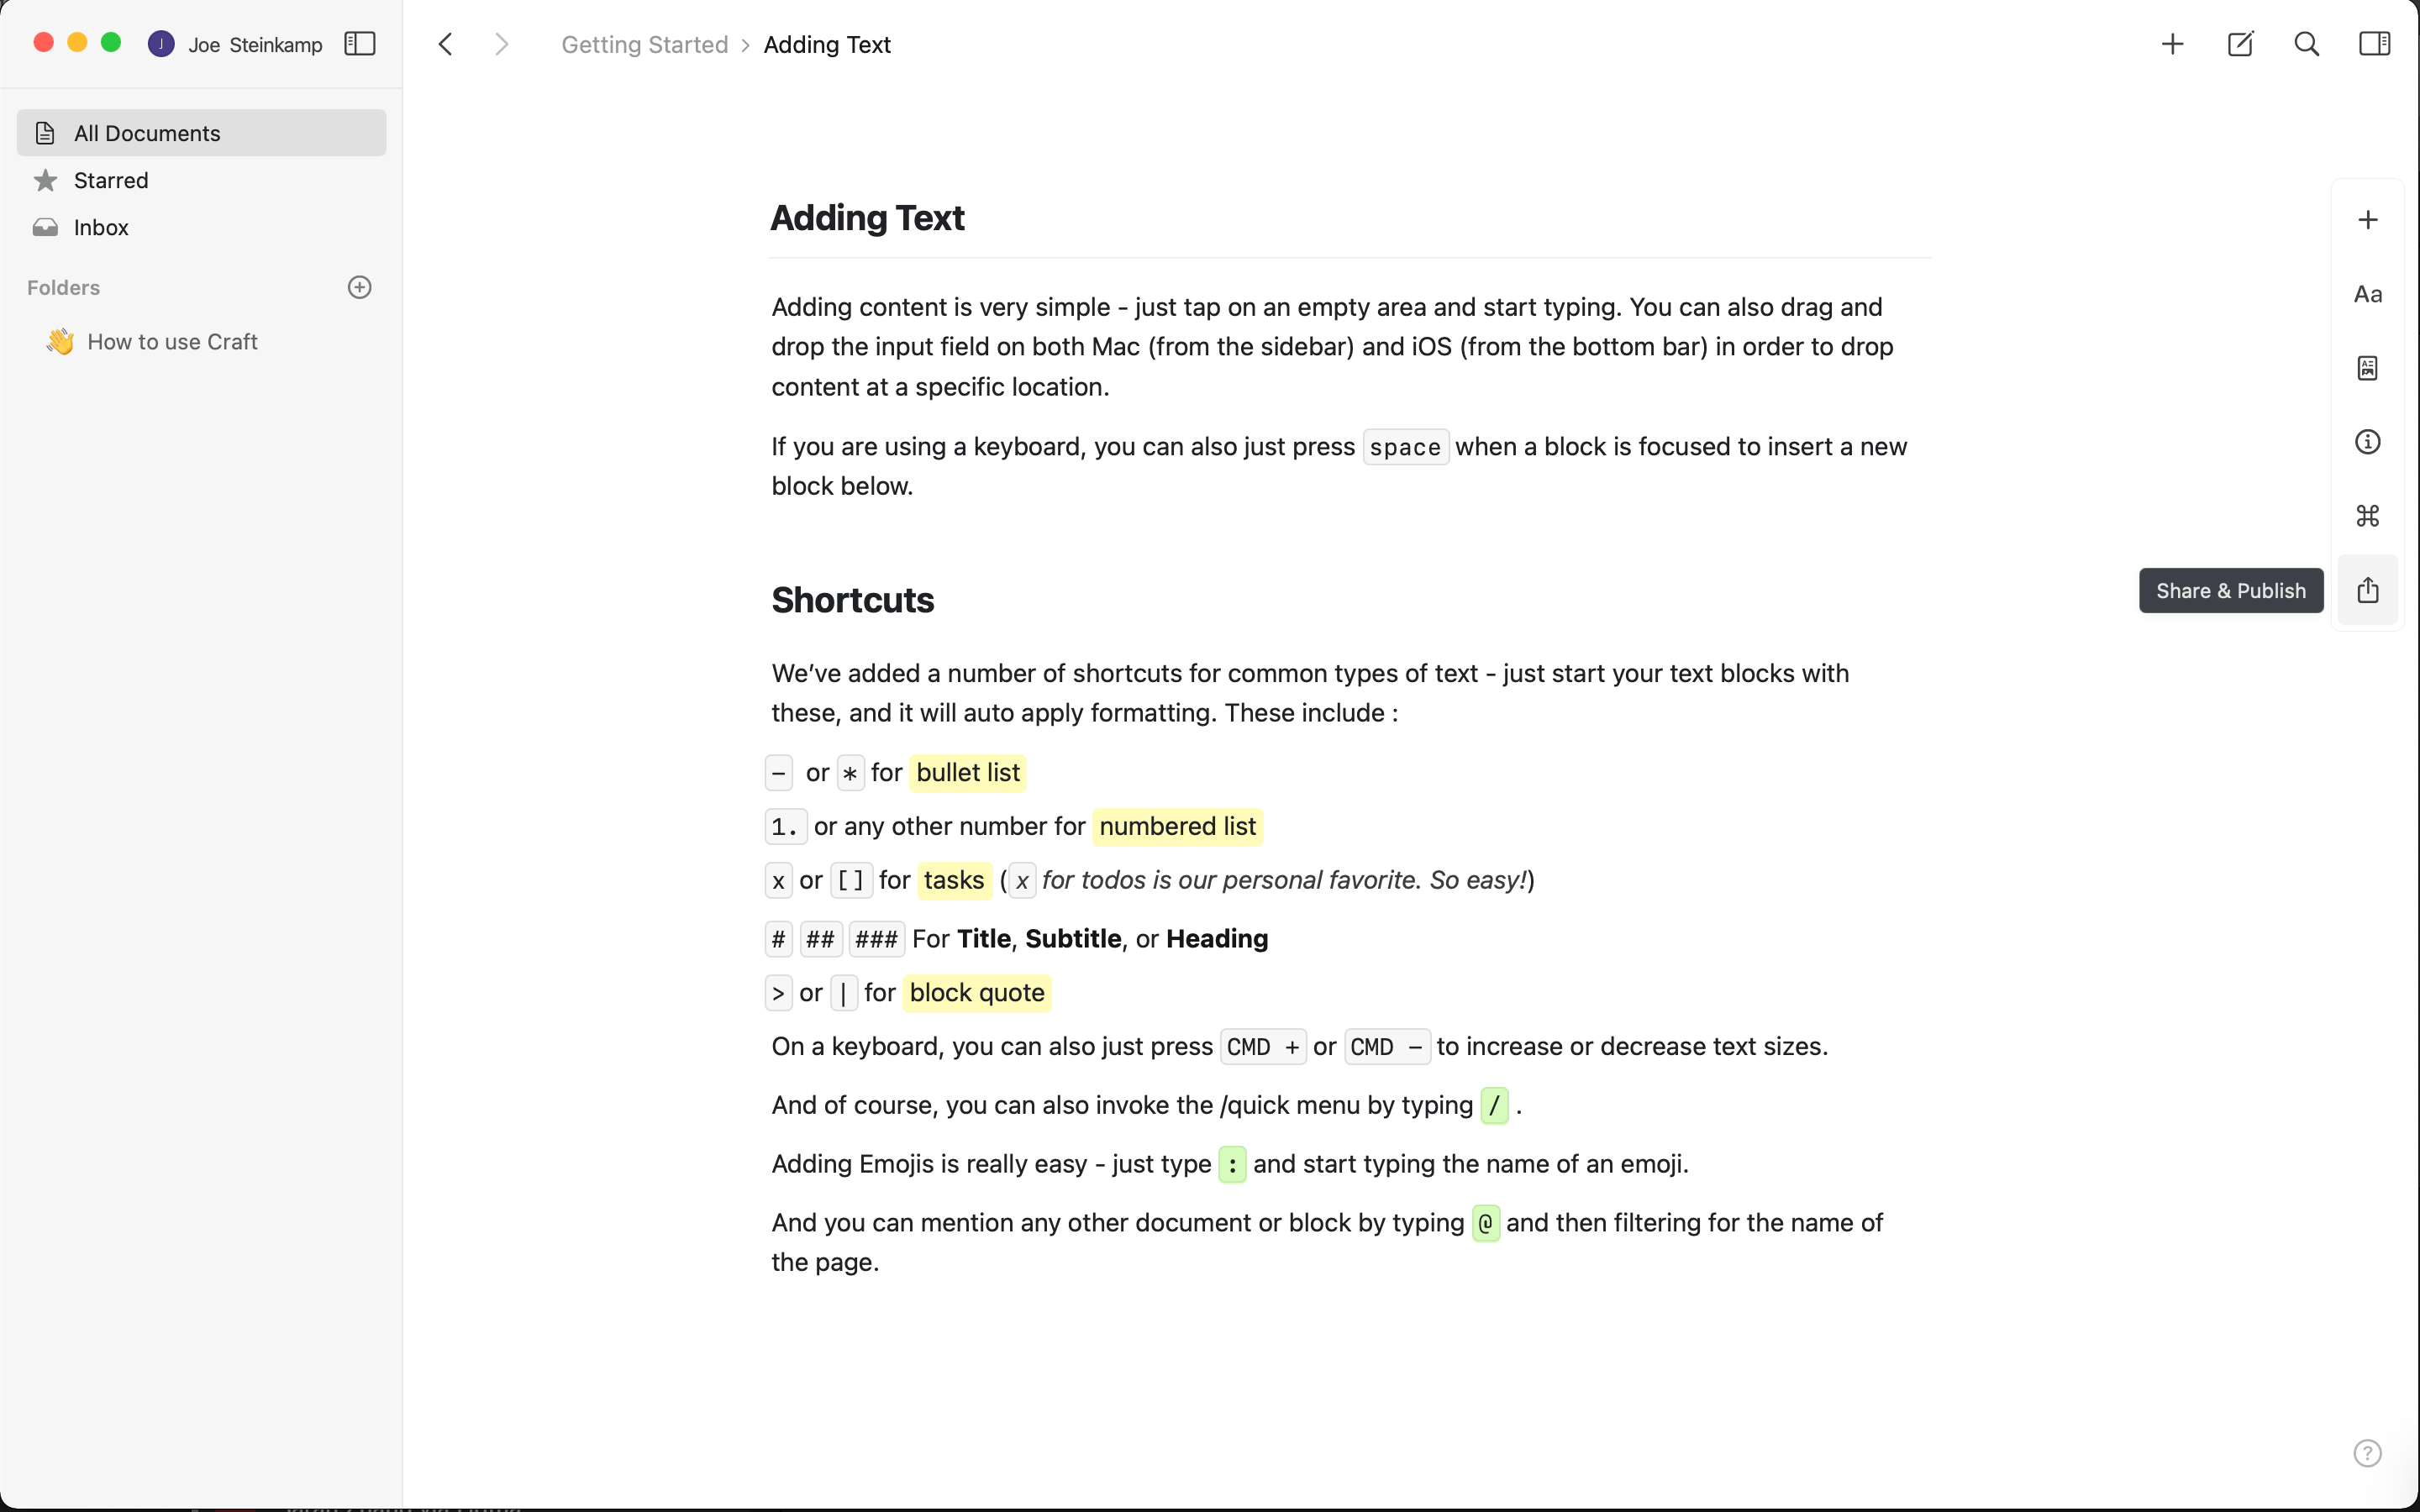 J Joe Steinkamp
Getting Started > Adding Text
All Documents
Starred
Inbox
Folders
👋 How to use Craft
Adding Text
Adding content is very simple - just tap on an empty area and start typing. You can also drag and
drop the input field on both Mac (from the sidebar) and iOS (from the bottom bar) in order to drop
content at a specific location.
If you are using a keyboard, you can also just press space when a block is focused to insert a new
block below.
Aa
Share & Publish
Shortcuts
We’ve added a number of shortcuts for common types of text - just start your text blocks with
these, and it will auto apply formatting. These include :
– or * for bullet list
1. or any other number for numbered list
x or [] for tasks (x for todos is our personal favorite. So easy!)
# ## ### For Title, Subtitle, or Heading
> or | for block quote
On a keyboard, you can also just press CMD + or CMD – to increase or decrease text sizes.
And of course, you can also invoke the /quick menu by typing / .
Adding Emojis is really easy - just type : and start typing the name of an emoji.
And you can mention any other document or block by typing @ and then filtering for the name of
the page.
?